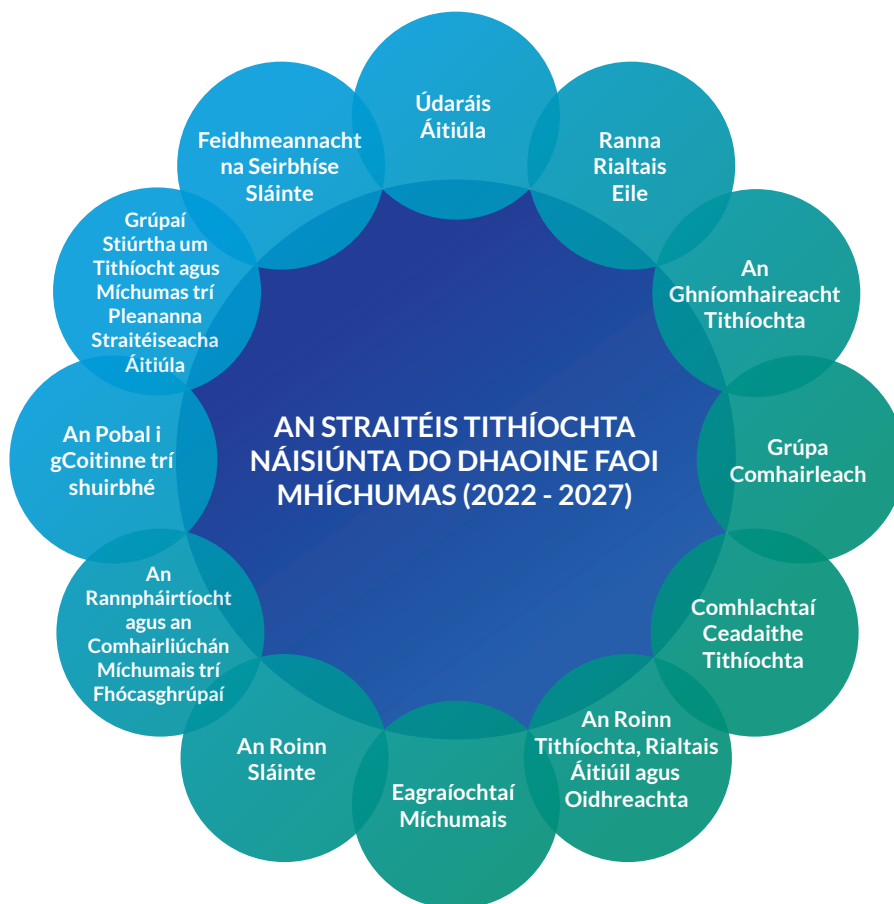 Údaráis
Áitiúla
Ranna
Rialtais
Eile
An
Ghníomhaireacht
Tithíochta
Grúpa
Comhairleach
Comhlachtaí
Ceadaithe
Tithíochta
An Roinn
Tithíochta, Rialtais
Áitiúil agus
Oidhreachta
Eagraíochtaí
Míchumais
An Roinn
Sláinte
An
Rannpháirtíocht
agus an
Comhairliúchán
Míchumais trí
Fhócasghrúpaí
An Pobal i
gCoitinne trí
shuirbhé
Grúpaí
Stiúrtha um
Tithíocht agus
Míchumas trí
Pleananna
Straitéiseacha
Áitiúla
Feidhmeannacht
na Seirbhíse
Sláinte
AN STRAITÉIS TITHÍOCHTA
NÁISIÚNTA DO DHAOINE FAOI
MHÍCHUMAS (2022 - 2027)